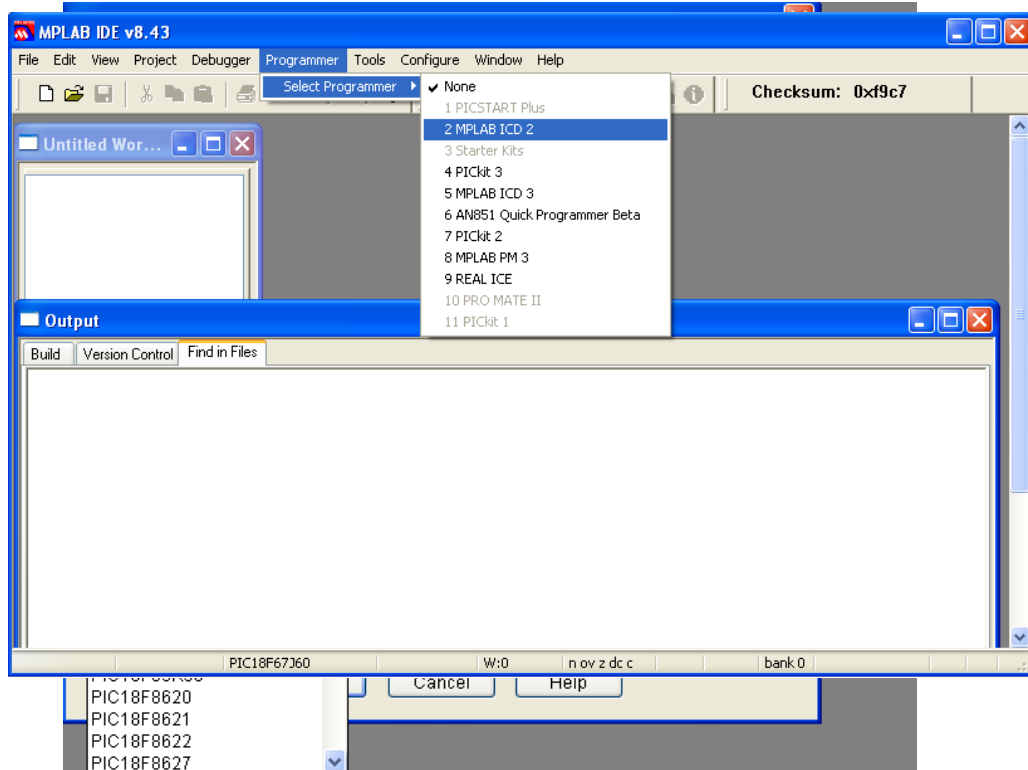 MPLAB IDE v8.43
File Edit View Project Debugger Programmer Tools Configure Window Help
Select Programmer
None
Checksum: 0xf9c7
1 PICSTART Plus
2 MPLAB ICD 2
3 Starter Kits
4 PICkit 3
5 MPLAB ICD 3
6 AN851 Quick Programmer Beta
7 PICkit 2
8 MPLAB PM 3
9 REAL ICE
10 PRO MATE II
11 PICkit 1
Untitled Wor...
Output
Build Version Control Find in Files
PIC18F67J60 W:0 n ov z dc c bank 0
Cancel Help
PIC18F8620
PIC18F8621
PIC18F8622
PIC18F8627